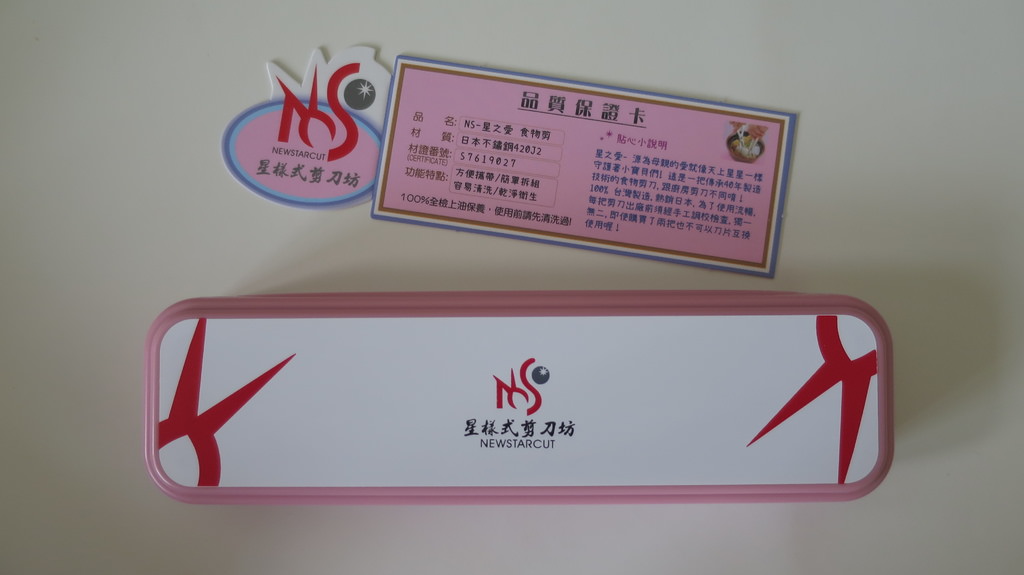 NS
NEWSTARCUT
星樣式剪刀坊
品質保證卡
品 名: NS-星之愛 食物剪
材 質: 日本不鏽鋼420J2
材證番號: S7619027
(CERTIFICATE)
功能特點: 方便攜帶/簡單拆組
容易清洗/乾淨衛生
100%全檢上油保養，使用前請先清洗過!
貼心小說明
星之愛- 源為母親的愛就像天上星星一樣
守護著小寶貝們! 這是一把傳承40年製造
技術的食物剪刀,跟廚房剪刀不同唷!
100% 台灣製造.熱銷日本.為了使用流暢,
每把剪刀出廠前須經手工調校檢查,獨一
無二,即使購買了兩把也不可以刀片互換
使用喔!
NS
星樣式剪刀坊
NEWSTARCUT